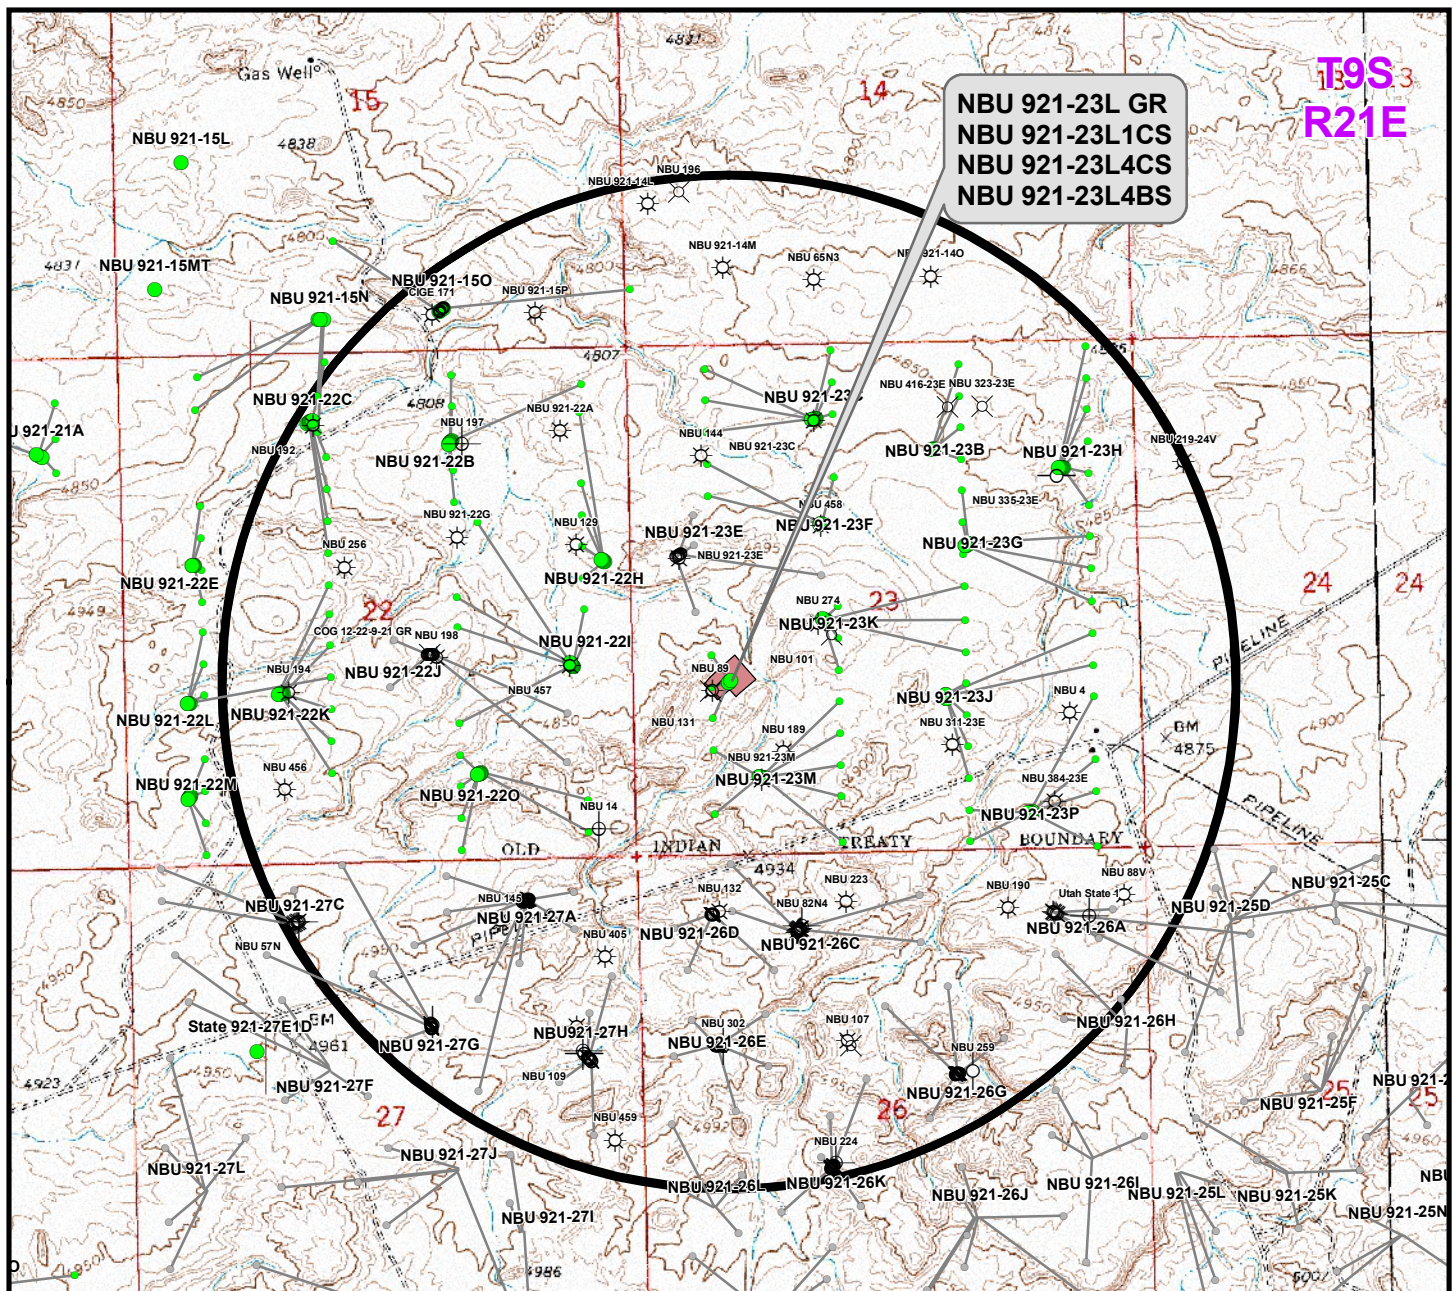 4831
4814
Gas Well
T9S
R21E
13
13
15
14
4850
NBU 921-23L GR
NBU 921-23L1CS
NBU 921-23L4CS
NBU 921-23L4BS
4800
NBU 921-15L
4838
NBU 196
NBU 921-14L
4800
4831
NBU 921-15MT
NBU 921-14M
NBU 65N3
4866
NBU 921-15O
CIGE 171
NBU 921-15P
4800
NBU 921-15N
4807
4850
4850
NBU 416-23E
NBU 323-23E
NBU 921-22C
4808
NBU 921-22A
NBU 197
NBU 144
NBU 921-23C
NBU 192
NBU 921-22B
NBU 921-23B
NBU 921-23H
NBU 219-24V
4850
NBU 458
NBU 335-23E
4850
NBU 921-22G
NBU 129
NBU 921-23E
NBU 921-23F
NBU 921-23G
NBU 256
NBU 921-23E
NBU 921-22E
NBU 921-22H
4949
22
23
24
24
NBU 274
NBU 921-23K
PIPELINE
COG 12-22-9-21 GR
NBU 198
NBU 921-22I
NBU 921-22J
NBU 194
NBU 89
NBU 101
NBU 457
NBU 921-22L
NBU 921-22K
NBU 921-23J
NBU 4
4850
NBU 131
NBU 189
NBU 311-23E
4900
BM
4875
NBU 921-23M
NBU 921-23M
4900
NBU 456
NBU 921-22M
NBU 921-22O
NBU 384-23E
NBU 14
NBU 921-23P
PIPELINE
OLD
INDIAN
TREATY
BOUNDARY
4934
NBU 132
NBU 223
NBU 88V
NBU 921-25C
NBU 190
Utah State 1
NBU 921-27C
NBU 145
NBU 921-27A
NBU 82N4
NBU 921-25D
NBU 921-26D
NBU 921-26C
NBU 921-26A
NBU 57N
NBU 405
4950
4950
4950
State 921-27E1D
BM
4961
NBU 921-27G
NBU 921-27H
NBU 302
NBU 921-26E
NBU 107
NBU 921-26H
NBU 259
4923
4950
NBU 921-27F
NBU 109
NBU 921-26G
25
NBU 921-25F
25
27
26
NBU 459
4992
4960
NBU 224
NBU 921-27L
NBU 921-27J
NBU 921-26L
NBU 921-26K
NBU 921-26J
NBU 921-26I
NBU 921-25L
NBU 921-25K
NBU 921-27I
NBU 921-25N
4950
4986